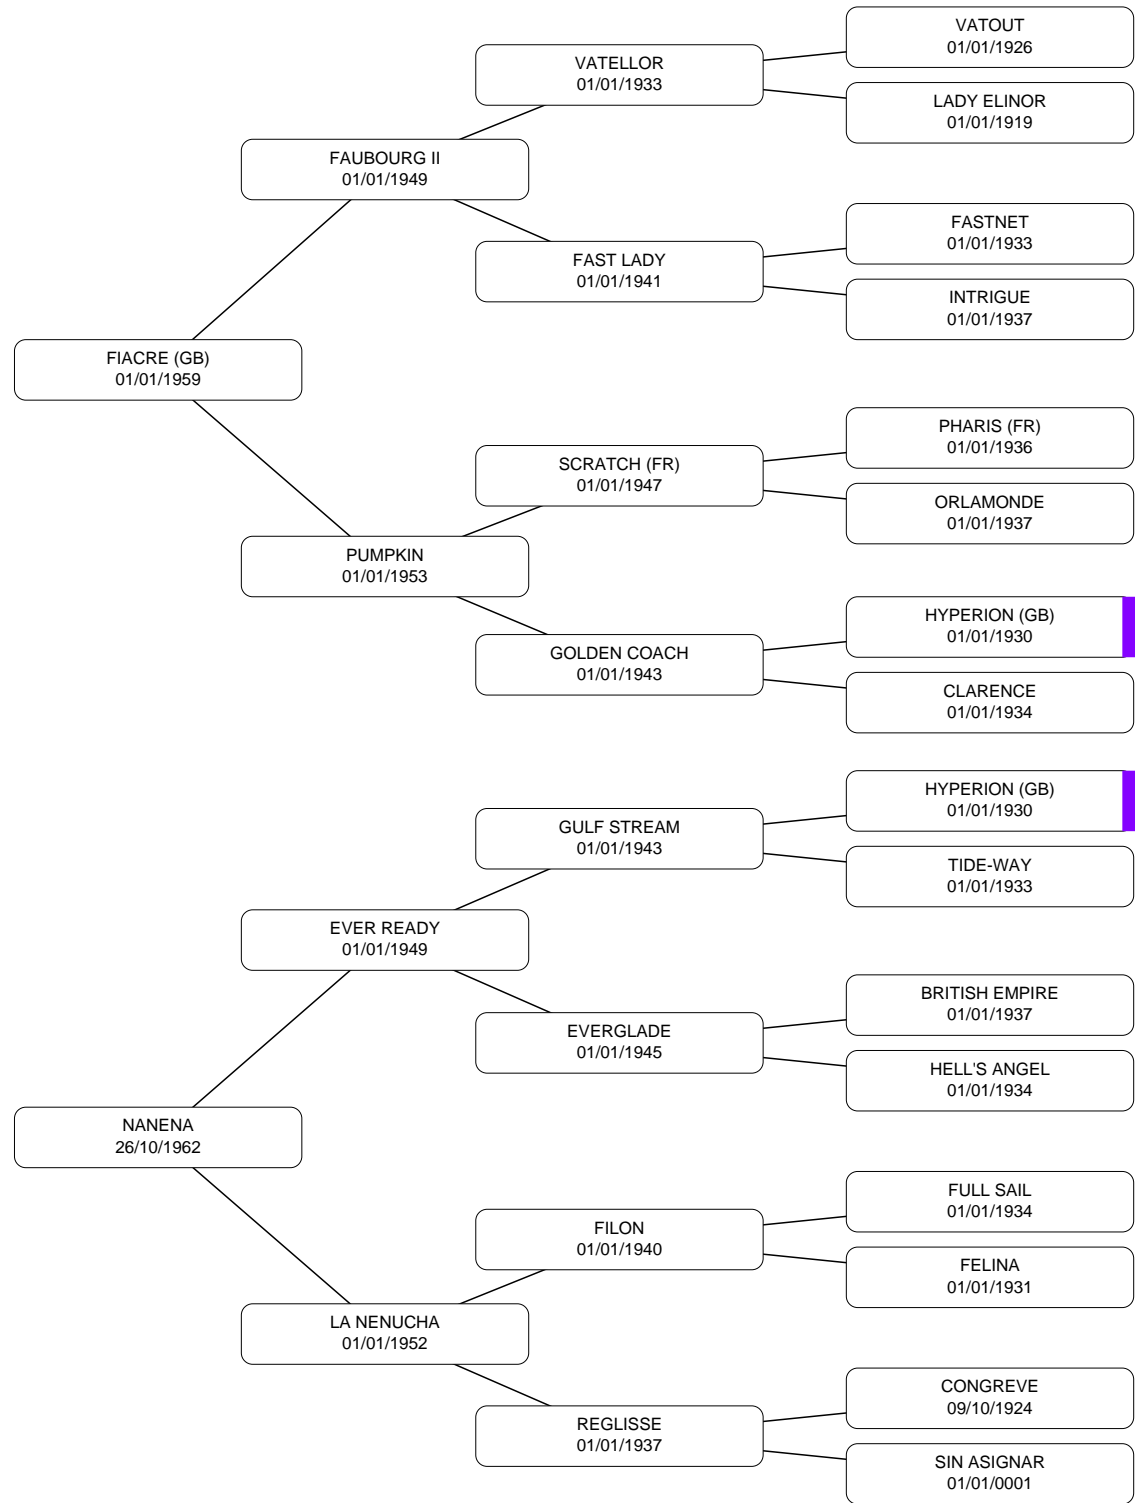 VATOUT
01/01/1926
VATELLOR
01/01/1933
LADY ELINOR
01/01/1919
FAUBOURG II
01/01/1949
FASTNET
01/01/1933
FAST LADY
01/01/1941
INTRIGUE
01/01/1937
FIACRE (GB)
01/01/1959
PHARIS (FR)
01/01/1936
SCRATCH (FR)
01/01/1947
ORLAMONDE
01/01/1937
PUMPKIN
01/01/1953
HYPERION (GB)
01/01/1930
GOLDEN COACH
01/01/1943
CLARENCE
01/01/1934
HYPERION (GB)
01/01/1930
GULF STREAM
01/01/1943
TIDE-WAY
01/01/1933
EVER READY
01/01/1949
BRITISH EMPIRE
01/01/1937
EVERGLADE
01/01/1945
HELL'S ANGEL
01/01/1934
NANENA
26/10/1962
FULL SAIL
01/01/1934
FILON
01/01/1940
FELINA
01/01/1931
LA NENUCHA
01/01/1952
CONGREVE
09/10/1924
REGLISSE
01/01/1937
SIN ASIGNAR
01/01/0001